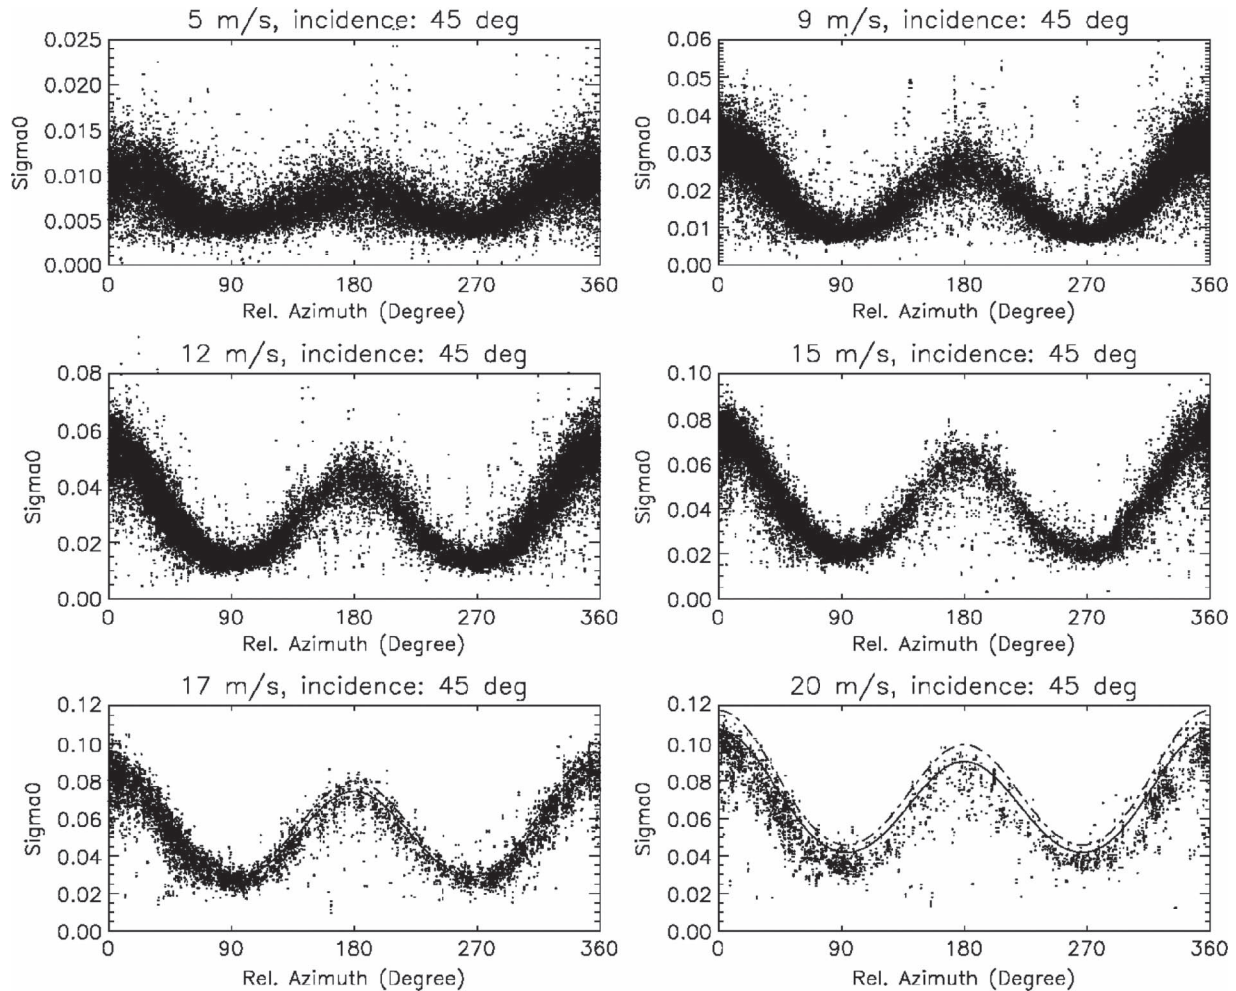 5 m/s, incidence: 45 deg
0.025
0.020
0.015
0.010
0.005
0.000
Sigma0
0 90 180 270 360
Rel. Azimuth (Degree)
9 m/s, incidence: 45 deg
0.06
0.05
0.04
0.03
0.02
0.01
0.00
Sigma0
0 90 180 270 360
Rel. Azimuth (Degree)
12 m/s, incidence: 45 deg
0.08
0.06
0.04
0.02
0.00
Sigma0
0 90 180 270 360
Rel. Azimuth (Degree)
15 m/s, incidence: 45 deg
0.10
0.08
0.06
0.04
0.02
0.00
Sigma0
0 90 180 270 360
Rel. Azimuth (Degree)
17 m/s, incidence: 45 deg
0.12
0.10
0.08
0.06
0.04
0.02
0.00
Sigma0
0 90 180 270 360
Rel. Azimuth (Degree)
20 m/s, incidence: 45 deg
0.12
0.10
0.08
0.06
0.04
0.02
0.00
Sigma0
0 90 180 270 360
Rel. Azimuth (Degree)